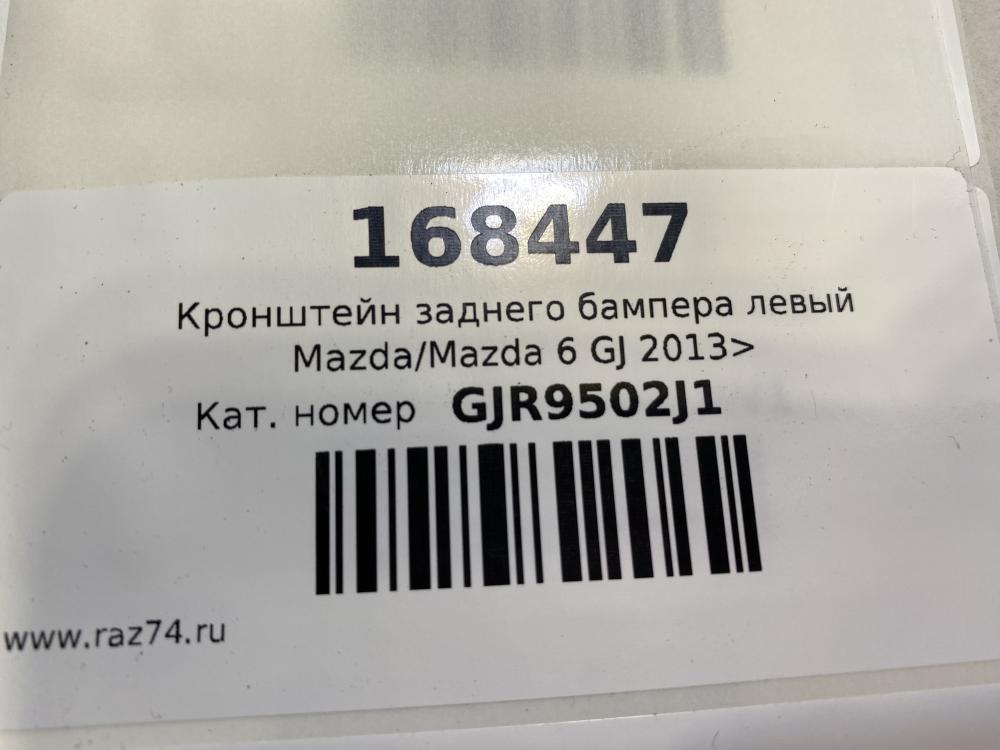 168447
Кронштейн заднего бампера левый
Mazda/Mazda 6 GJ 2013>
Кат. номер GJR9502J1
www.raz74.ru